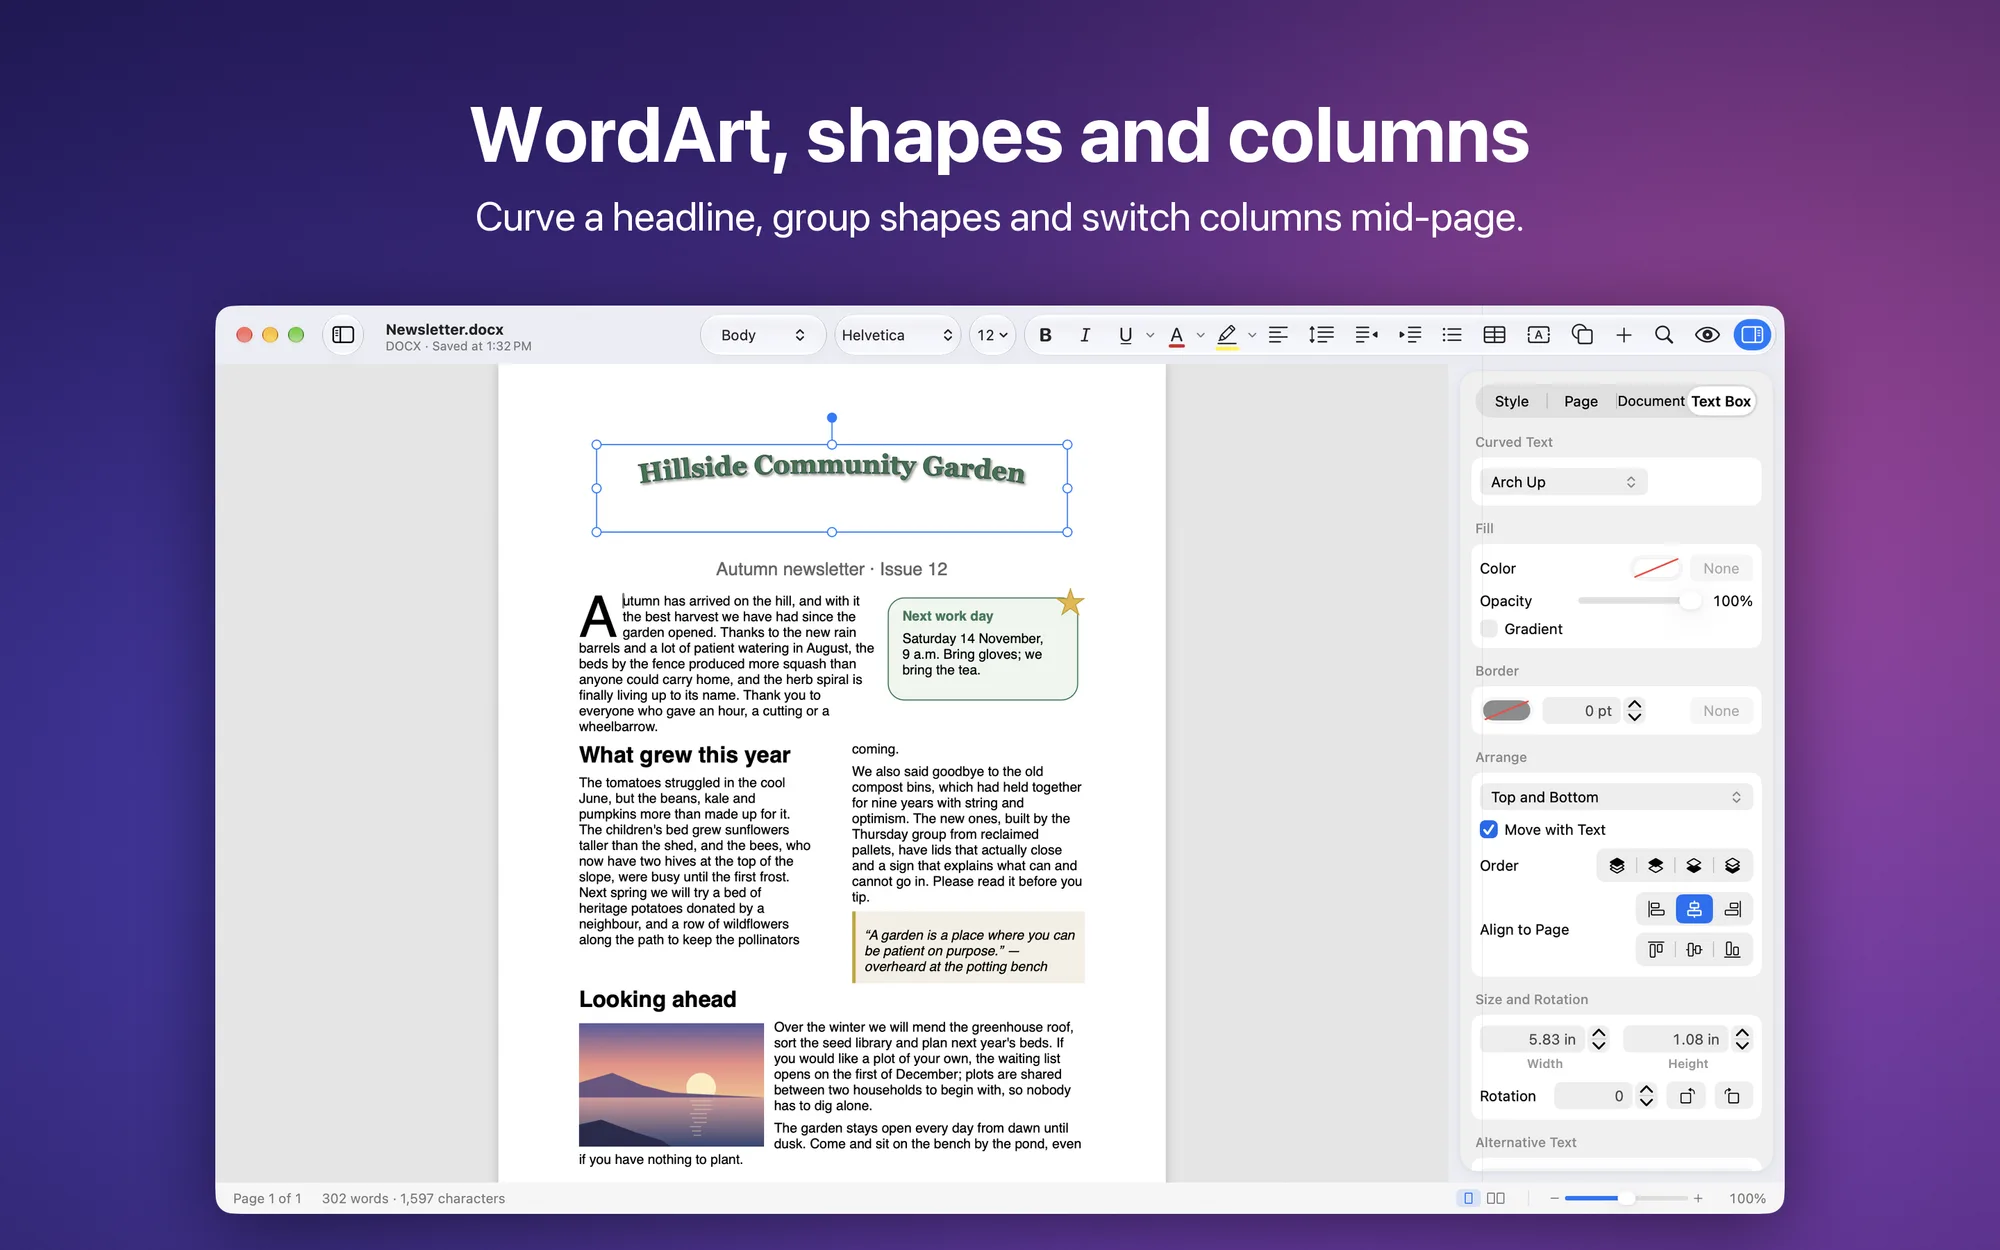 WordArt, shapes and columns
Curve a headline, group shapes and switch columns mid-page.
Newsletter.docx
DOCX · Saved at 1:32 PM
Body
Helvetica
12
B
I
U
A
A
Style
Page
Document
Text Box
Hillside Community Garden
Autumn newsletter · Issue 12
Autumn has arrived on the hill, and with it
the best harvest we have had since the
garden opened. Thanks to the new rain
barrels and a lot of patient watering in August, the
beds by the fence produced more squash than
anyone could carry home, and the herb spiral is
finally living up to its name. Thank you to
everyone who gave an hour, a cutting or a
wheelbarrow.
Next work day
Saturday 14 November,
9 a.m. Bring gloves; we
bring the tea.
What grew this year
The tomatoes struggled in the cool
June, but the beans, kale and
pumpkins more than made up for it.
The children's bed grew sunflowers
taller than the shed, and the bees, who
now have two hives at the top of the
slope, were busy until the first frost.
Next spring we will try a bed of
heritage potatoes donated by a
neighbour, and a row of wildflowers
along the path to keep the pollinators
coming.
We also said goodbye to the old
compost bins, which had held together
for nine years with string and
optimism. The new ones, built by the
Thursday group from reclaimed
pallets, have lids that actually close
and a sign that explains what can and
cannot go in. Please read it before you
tip.
“A garden is a place where you can
be patient on purpose.” —
overheard at the potting bench
Looking ahead
Over the winter we will mend the greenhouse roof,
sort the seed library and plan next year's beds. If
you would like a plot of your own, the waiting list
opens on the first of December; plots are shared
between two households to begin with, so nobody
has to dig alone.
The garden stays open every day from dawn until
dusk. Come and sit on the bench by the pond, even
if you have nothing to plant.
Curved Text
Arch Up
Fill
Color
None
Opacity
100%
Gradient
Border
0 pt
None
Arrange
Top and Bottom
Move with Text
Order
Align to Page
Size and Rotation
5.83 in
1.08 in
Width
Height
Rotation
0
Alternative Text
Page 1 of 1
302 words · 1,597 characters
100%